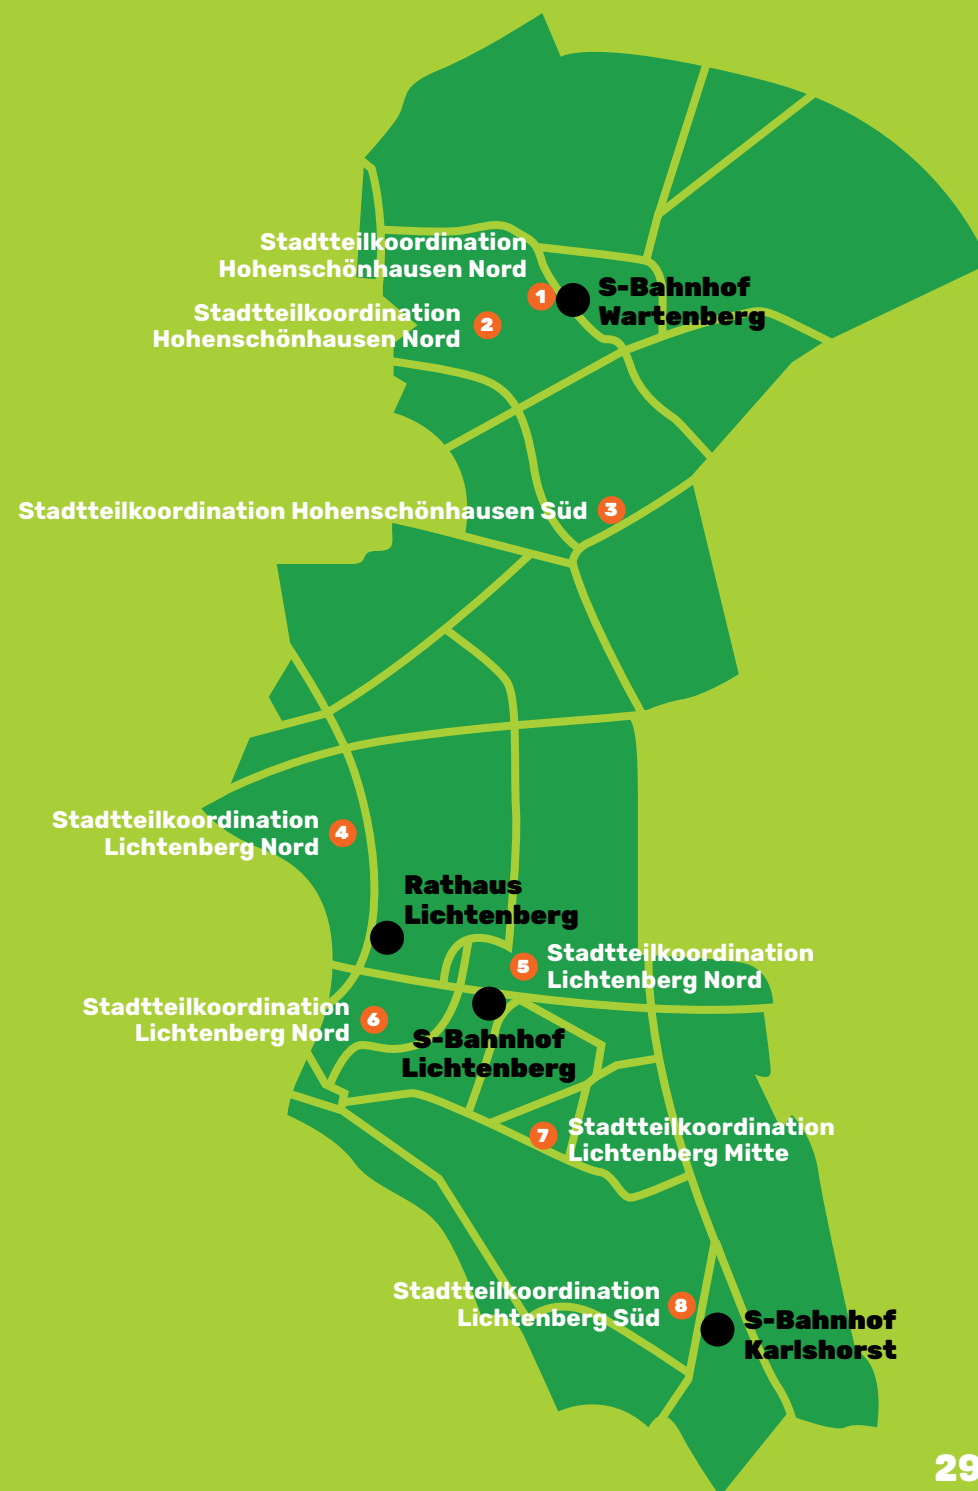 Stadtteilkoordination
Hohenschönhausen Nord
1
S-Bahnhof
Wartenberg
Stadtteilkoordination
Hohenschönhausen Nord
2
Stadtteilkoordination Hohenschönhausen Süd
3
Stadtteilkoordination
Lichtenberg Nord
4
Rathaus
Lichtenberg
5
Stadtteilkoordination
Lichtenberg Nord
Stadtteilkoordination
Lichtenberg Nord
6
S-Bahnhof
Lichtenberg
7
Stadtteilkoordination
Lichtenberg Mitte
Stadtteilkoordination
Lichtenberg Süd
8
S-Bahnhof
Karlshorst
29